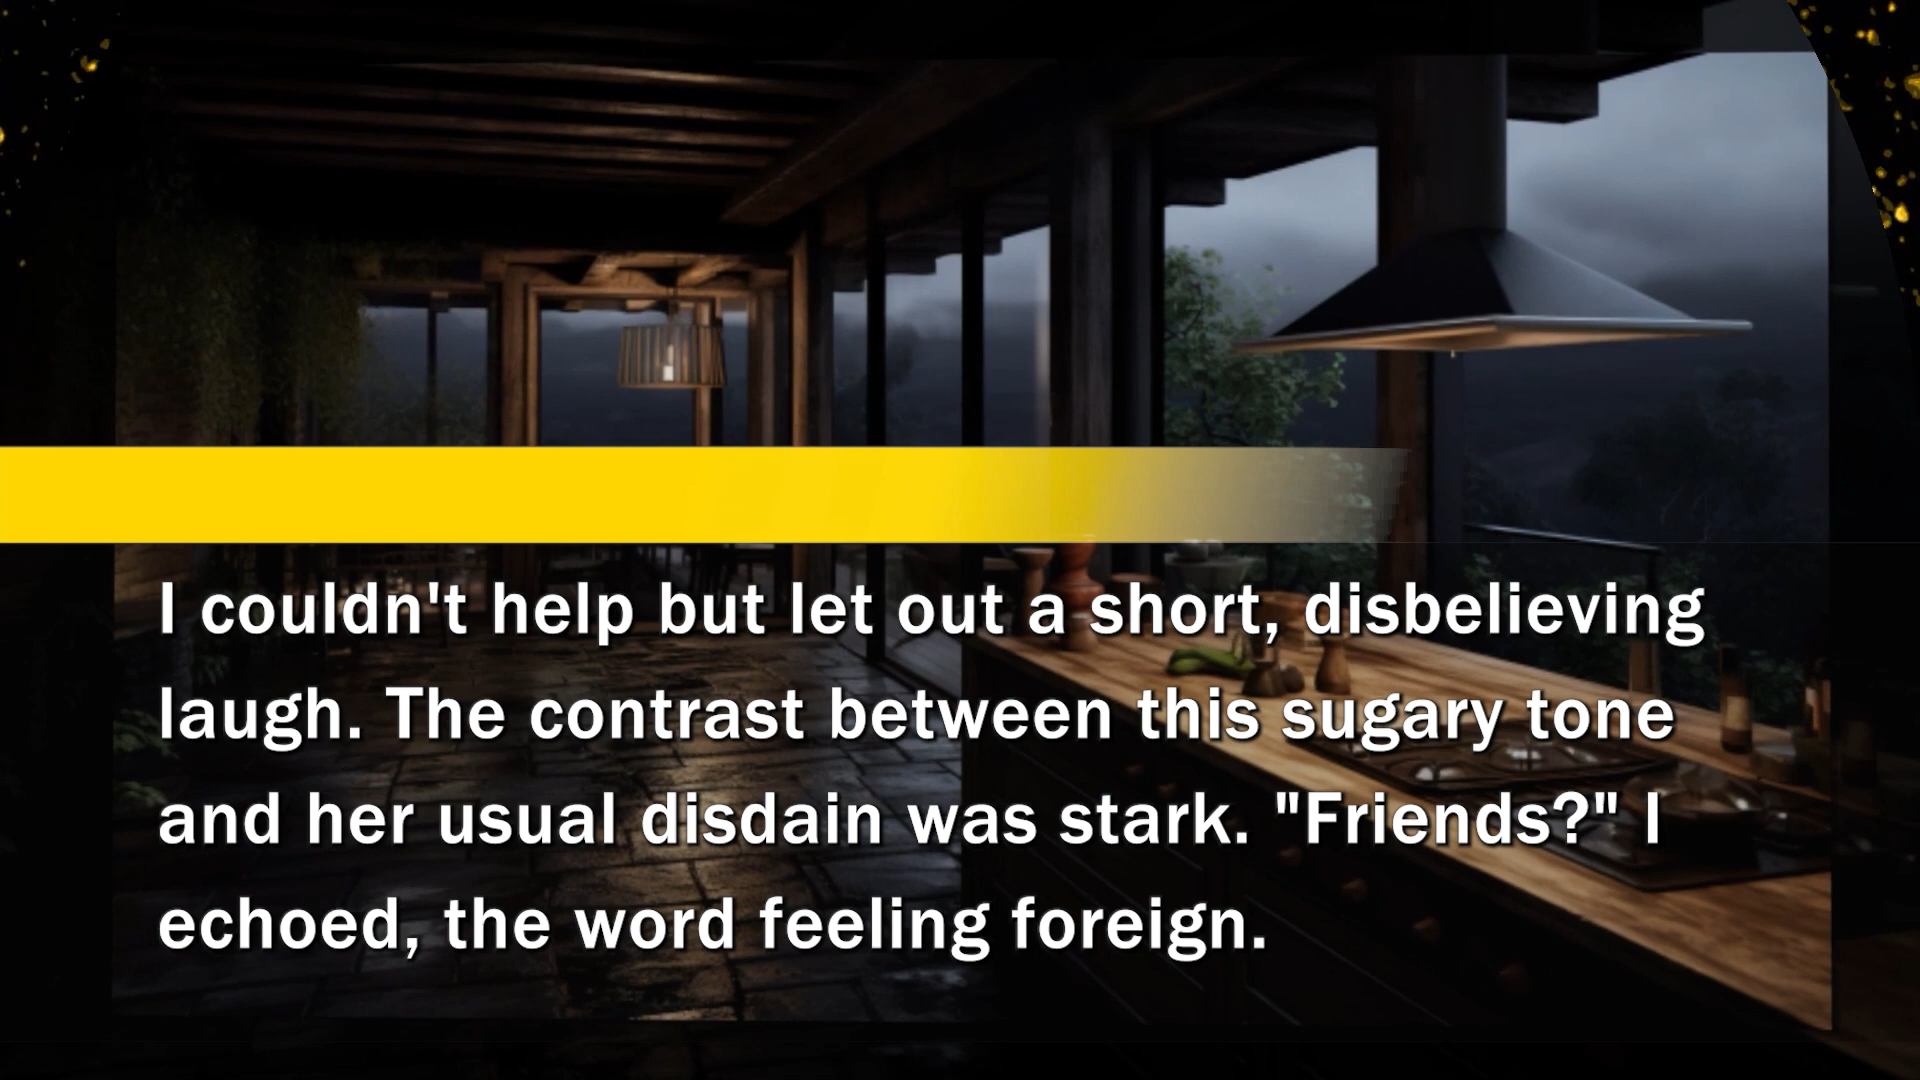 I couldn't help but let out a short, disbelieving
laugh. The contrast between this sugary tone
and her usual disdain was stark. "Friends?" I
echoed, the word feeling foreign.